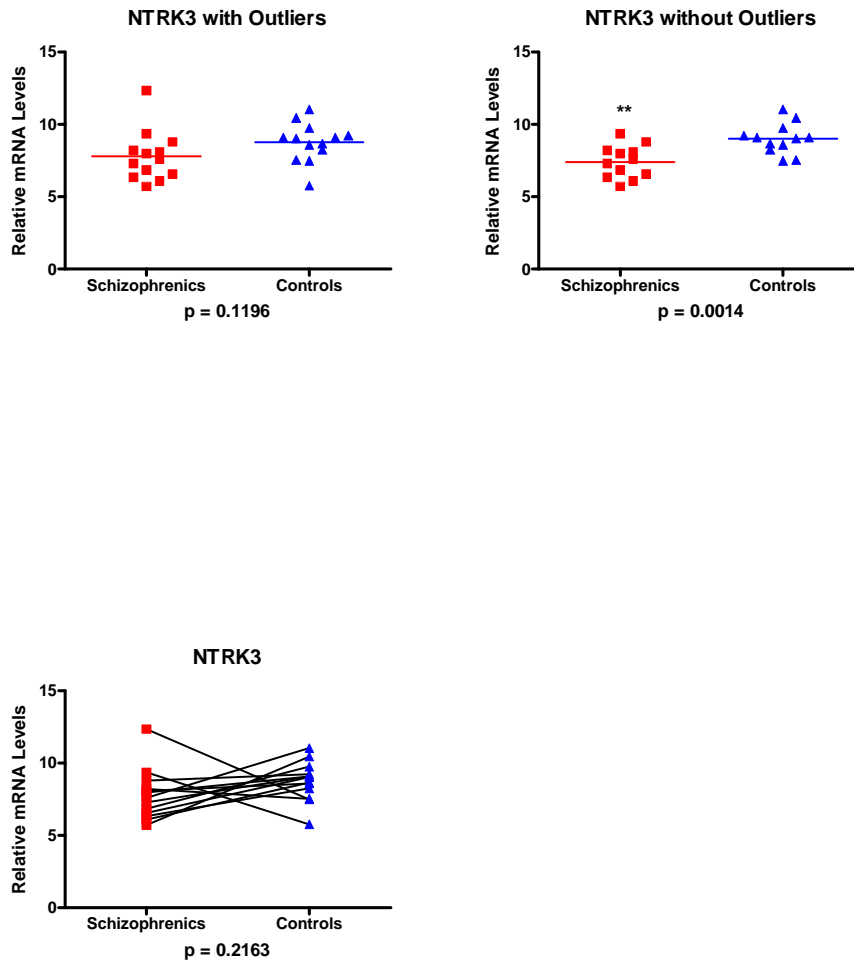 NTRK3 with Outliers
15
10
5
0
Relative mRNA Levels
Schizophrenics Controls
p = 0.1196
NTRK3 without Outliers
15
10
5
0
Relative mRNA Levels
**
Schizophrenics Controls
p = 0.0014
NTRK3
15
10
5
0
Relative mRNA Levels
Schizophrenics Controls
p = 0.2163